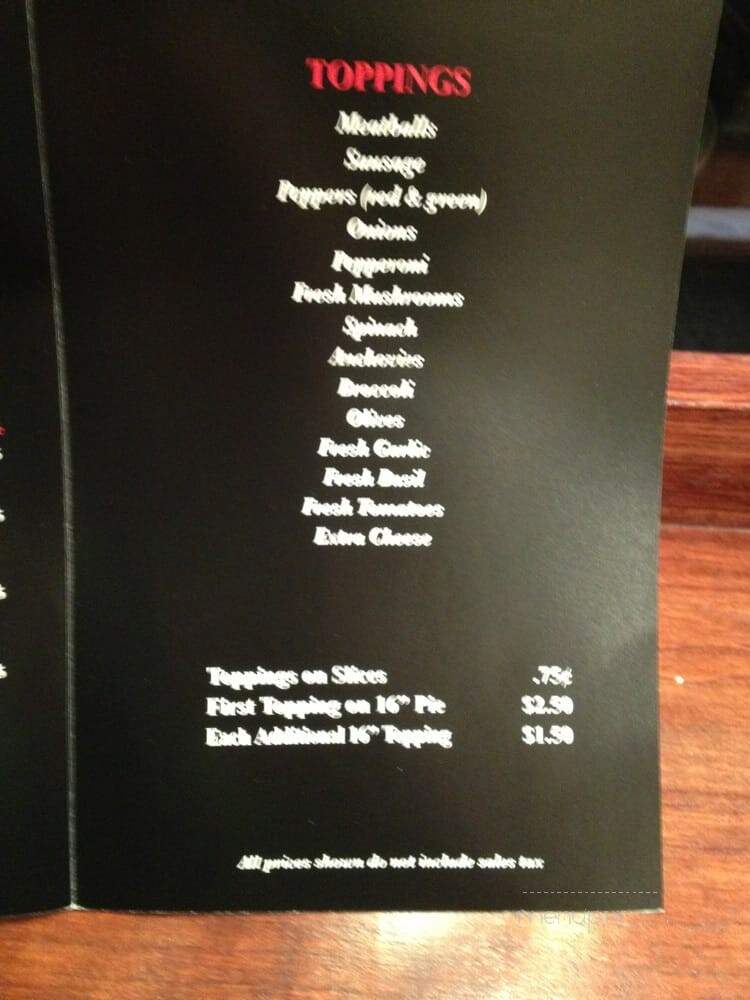 TOPPINGS
Meatballs
Sausage
Peppers (red & green)
Onions
Pepperoni
Fresh Mushrooms
Spinach
Anchovies
Broccoli
Olives
Fresh Garlic
Fresh Basil
Fresh Tomatoes
Extra Cheese
Toppings on Slices .75¢
First Topping on 16" Pie $2.50
Each Additional 16" Topping $1.50
All prices shown do not include sales tax